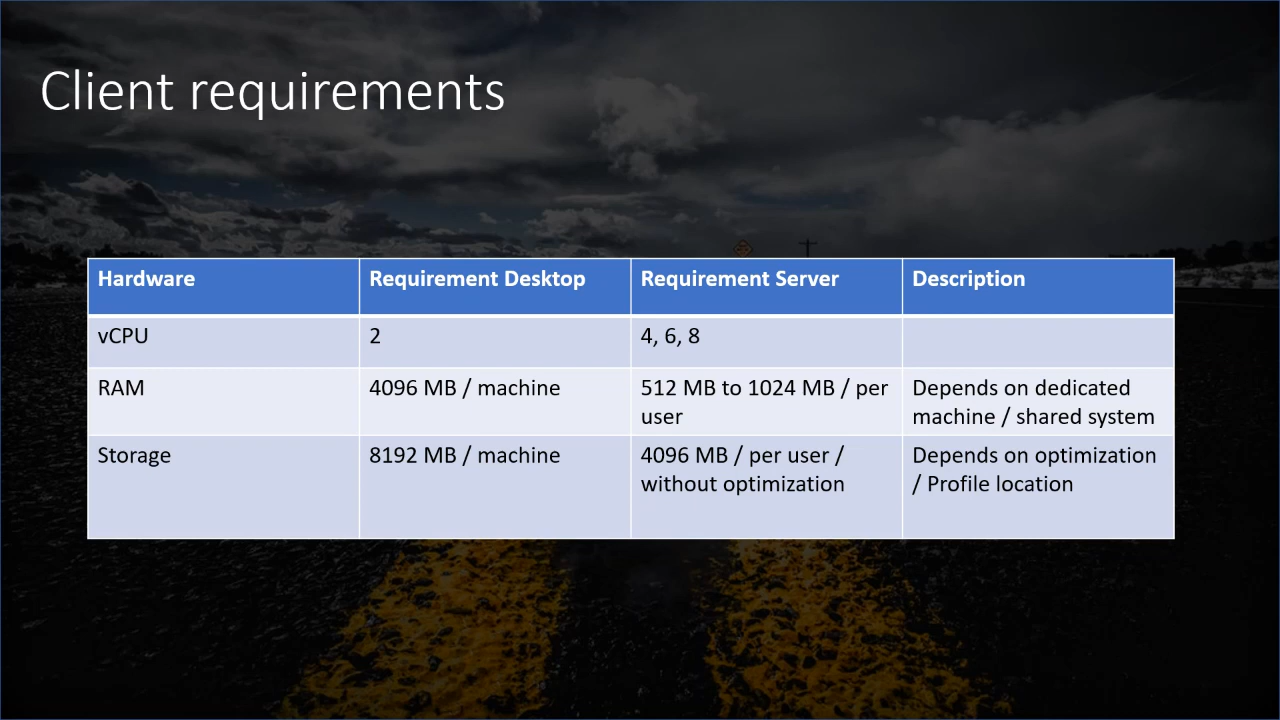 Client requirements
Hardware
Requirement Desktop
Requirement Server
Description
vCPU
2
4, 6, 8
RAM
4096 MB / machine
512 MB to 1024 MB / per
user
Depends on dedicated
machine / shared system
Storage
8192 MB / machine
4096 MB / per user /
without optimization
Depends on optimization
/ Profile location